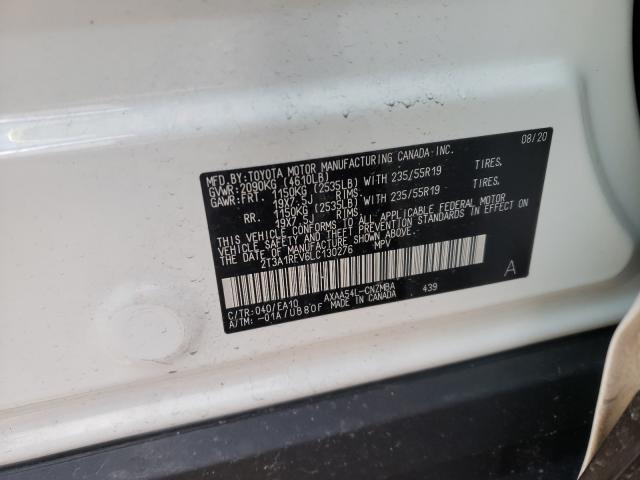 MFD.BY:TOYOTA MOTOR MANUFACTURING CANADA-INC. 08/20
GVWR:2090KG (4610LB)
GAWR:FRT. 1150KG (2535LB) WITH 235/55R19 TIRES.
19X7.5J RIMS.
RR. 1150KG (2535LB) WITH 235/55R19 TIRES.
19X7.5J RIMS.
THIS VEHICLE CONFORMS TO ALL APPLICABLE FEDERAL MOTOR
VEHICLE SAFETY AND THEFT PREVENTION STANDARDS IN EFFECT ON
THE DATE OF MANUFACTURE SHOWN ABOVE.
2T3A1RFV6LC130276 MPV
A
C/TR:040/EA10 AXAA54L-CNZMBA 439
A/TM:-01A/UB80F MADE IN CANADA